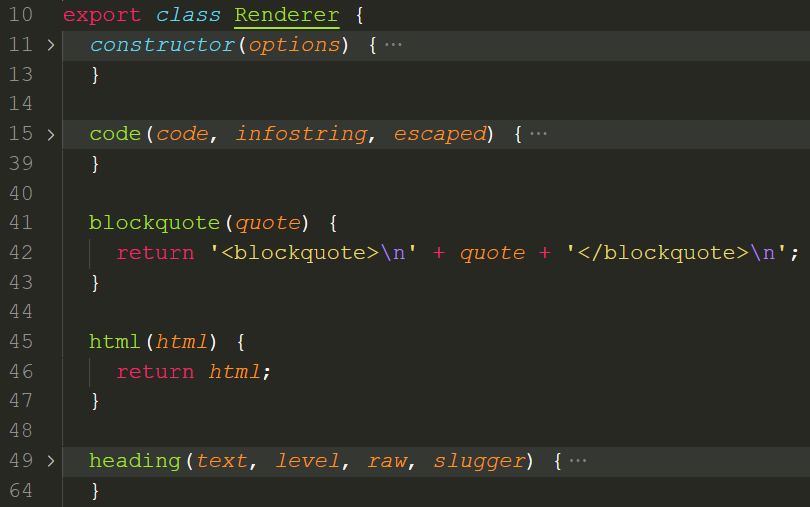 10 export class Renderer {
11 > constructor(options) { ···
13 }
14
15 > code(code, infostring, escaped) { ···
39 }
40
41 blockquote(quote) {
42 return '<blockquote>\n' + quote + '</blockquote>\n';
43 }
44
45 html(html) {
46 return html;
47 }
48
49 > heading(text, level, raw, slugger) { ···
64 }